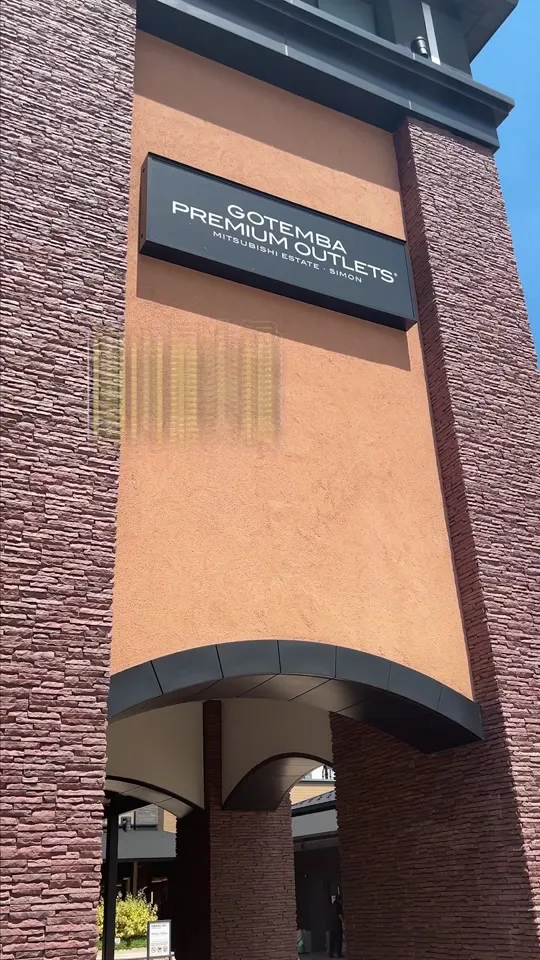 GOTEMBA
PREMIUM OUTLETS®
MITSUBISHI ESTATE · SIMON